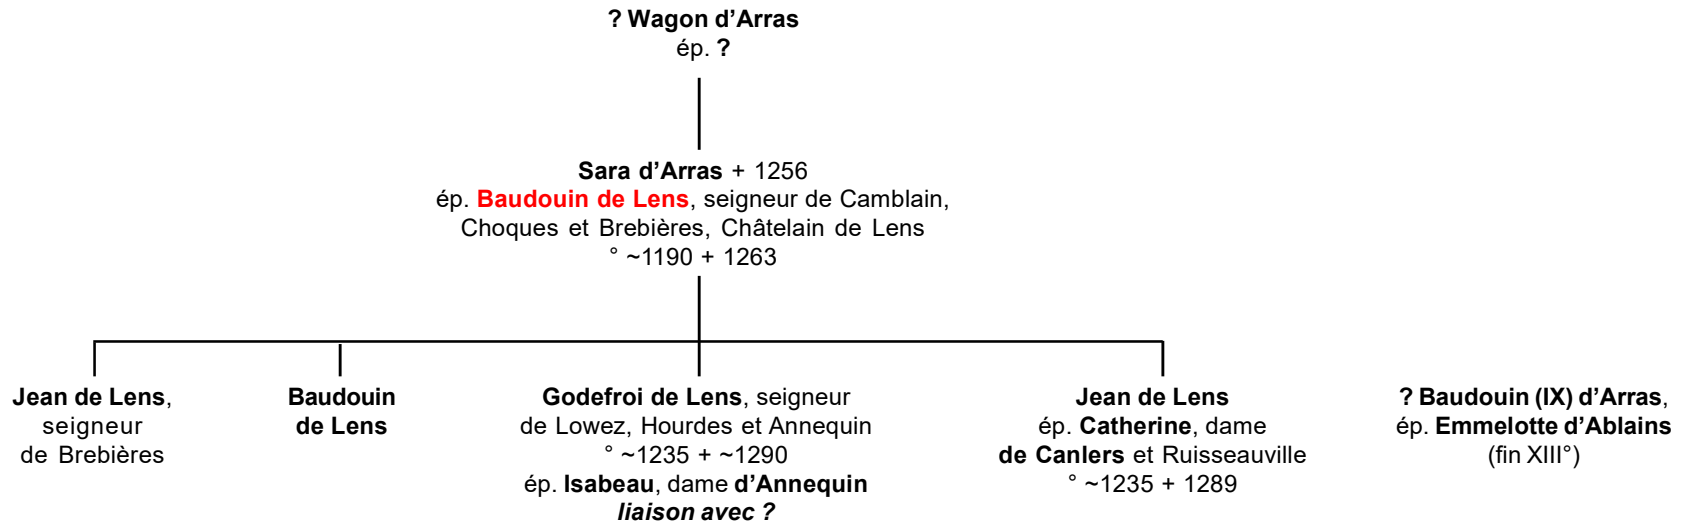 ? Wagon d’Arras
ép. ?
Sara d’Arras + 1256
ép. Baudouin de Lens, seigneur de Camblain,
Choques et Brebières, Châtelain de Lens
° ~1190 + 1263
Jean de Lens,
seigneur
de Brebières
Baudouin
de Lens
Godefroi de Lens, seigneur
de Lowez, Hourdes et Annequin
° ~1235 + ~1290
ép. Isabeau, dame d’Annequin
liaison avec ?
Jean de Lens
ép. Catherine, dame
de Canlers et Ruisseauville
° ~1235 + 1289
? Baudouin (IX) d’Arras,
ép. Emmelotte d’Ablains
(fin XIII°)